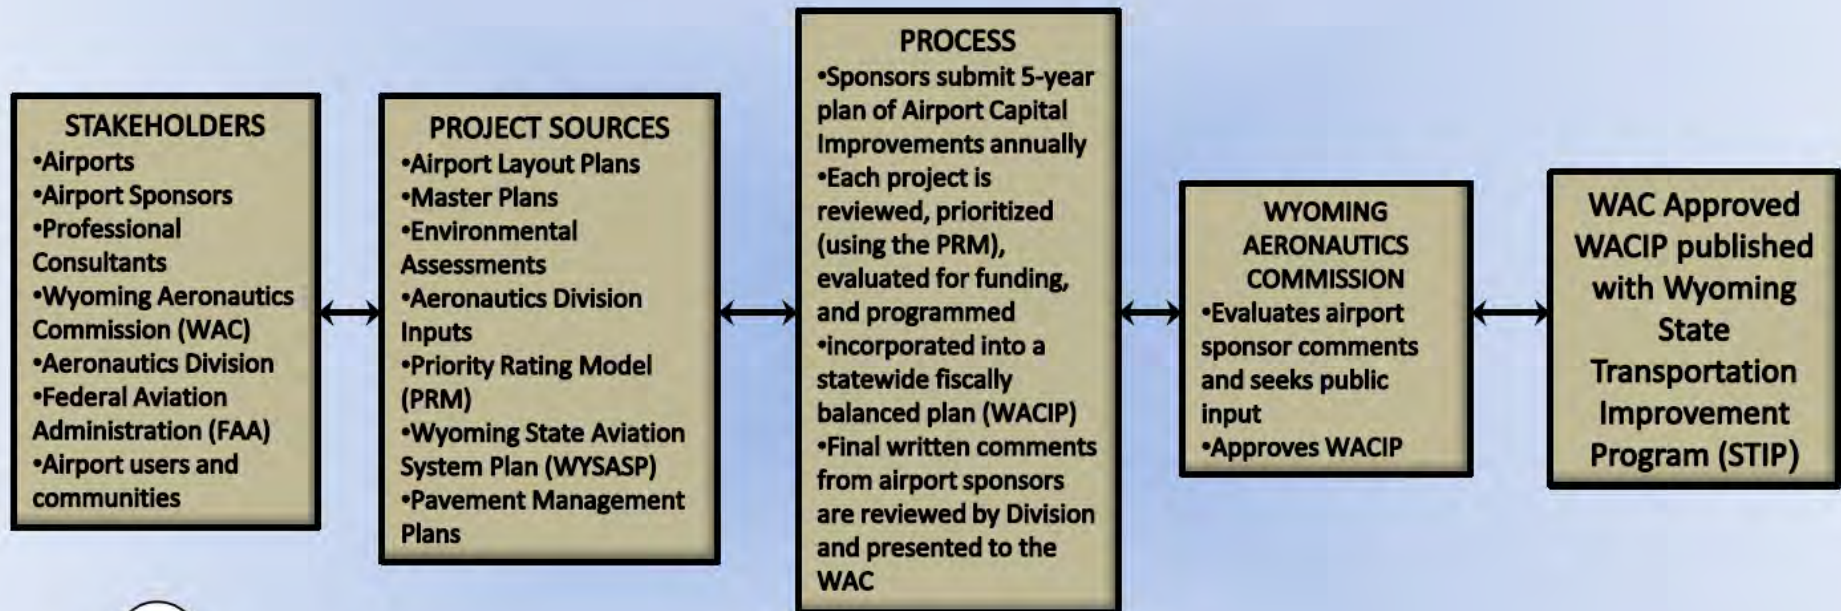 STAKEHOLDERS
•Airports
•Airport Sponsors
•Professional
Consultants
•Wyoming Aeronautics
Commission (WAC)
•Aeronautics Division
•Federal Aviation
Administration (FAA)
•Airport users and
communities
PROJECT SOURCES
•Airport Layout Plans
•Master Plans
•Environmental
Assessments
•Aeronautics Division
Inputs
•Priority Rating Model
(PRM)
•Wyoming State Aviation
System Plan (WYSASP)
•Pavement Management
Plans
PROCESS
•Sponsors submit 5-year
plan of Airport Capital
Improvements annually
•Each project is
reviewed, prioritized
(using the PRM),
evaluated for funding,
and programmed
•incorporated into a
statewide fiscally
balanced plan (WACIP)
•Final written comments
from airport sponsors
are reviewed by Division
and presented to the
WAC
WYOMING
AERONAUTICS
COMMISSION
•Evaluates airport
sponsor comments
and seeks public
input
•Approves WACIP
WAC Approved
WACIP published
with Wyoming
State
Transportation
Improvement
Program (STIP)